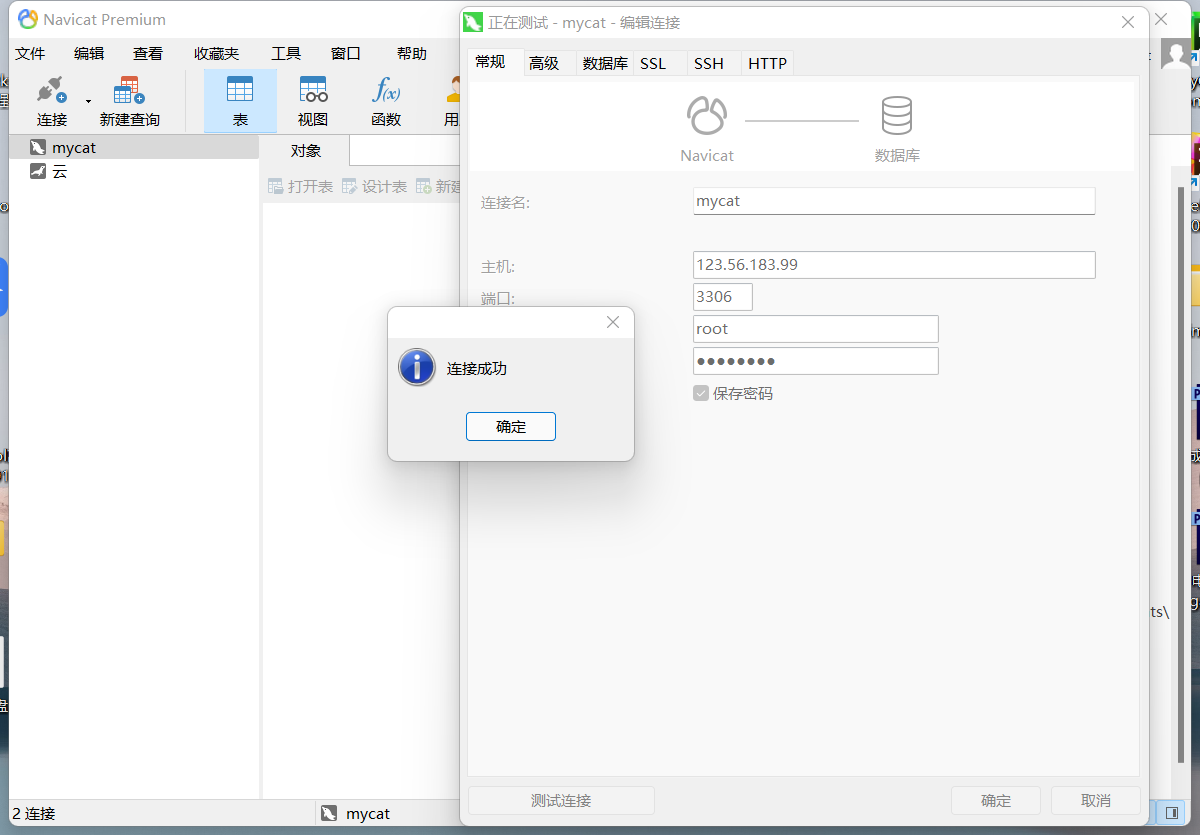 Navicat Premium
文件 编辑 查看 收藏夹 工具 窗口 帮助
连接 新建查询 表 视图 函数 用
mycat
云
对象
打开表 设计表 新建
正在测试 - mycat - 编辑连接
常规 高级 数据库 SSL SSH HTTP
Navicat 数据库
连接名: mycat
主机: 123.56.183.99
端口: 3306
root
●●●●●●●●
保存密码
连接成功
确定
测试连接 确定 取消
ts\
2 连接 mycat